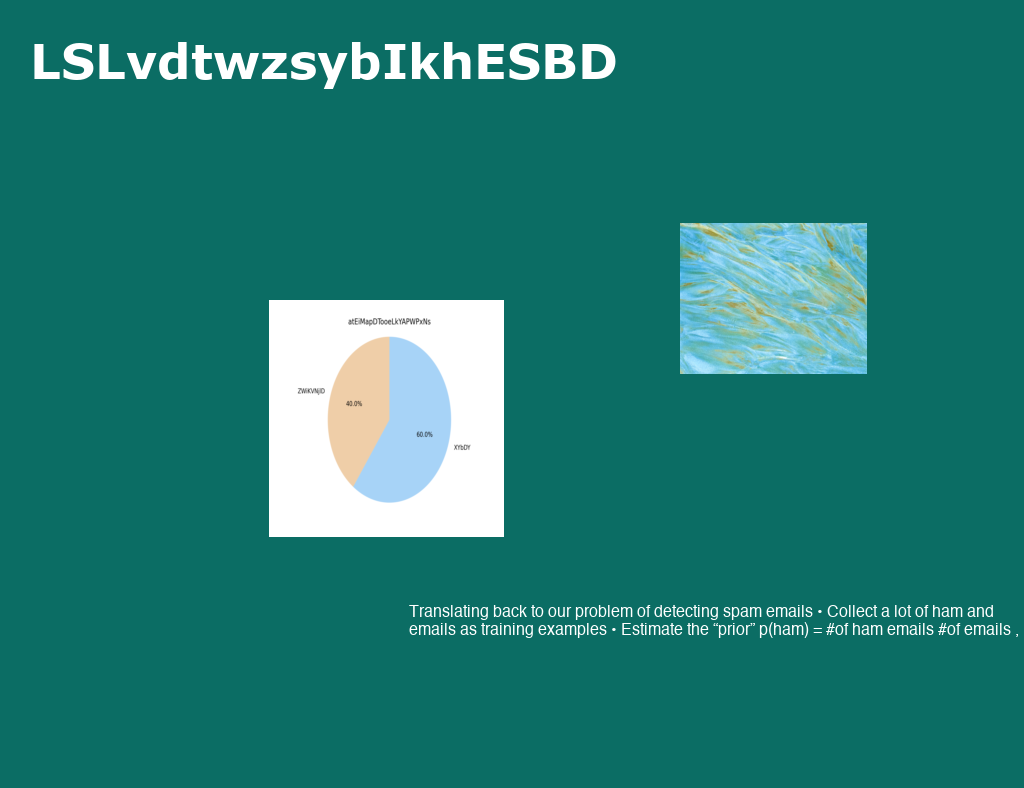 LSLvdtwzsybIkhESBD
atEiMapDTooeLkYAPWPxNs
ZWiKVNjlD
40.0%
60.0%
XYbDY
Translating back to our problem of detecting spam emails • Collect a lot of ham and
emails as training examples • Estimate the “prior” p(ham) = #of ham emails #of emails ,